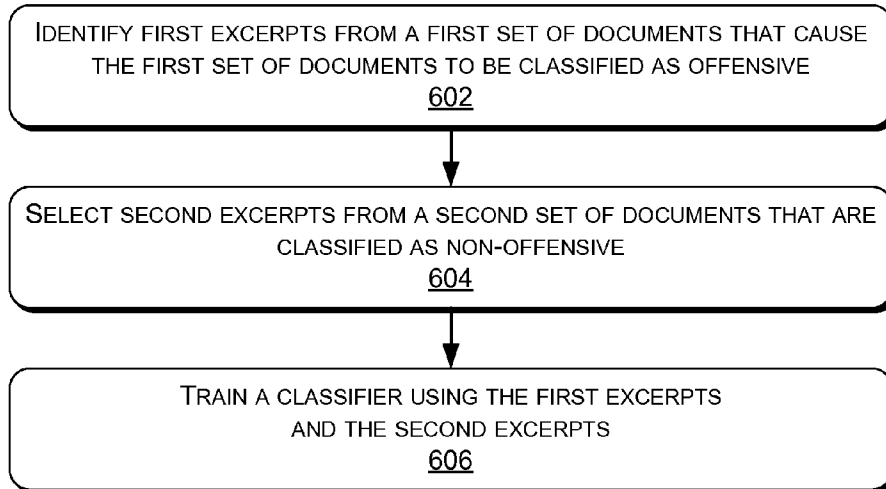 IDENTIFY FIRST EXCERPTS FROM A FIRST SET OF DOCUMENTS THAT CAUSE
THE FIRST SET OF DOCUMENTS TO BE CLASSIFIED AS OFFENSIVE
602
SELECT SECOND EXCERPTS FROM A SECOND SET OF DOCUMENTS THAT ARE
CLASSIFIED AS NON-OFFENSIVE
604
TRAIN A CLASSIFIER USING THE FIRST EXCERPTS
AND THE SECOND EXCERPTS
606